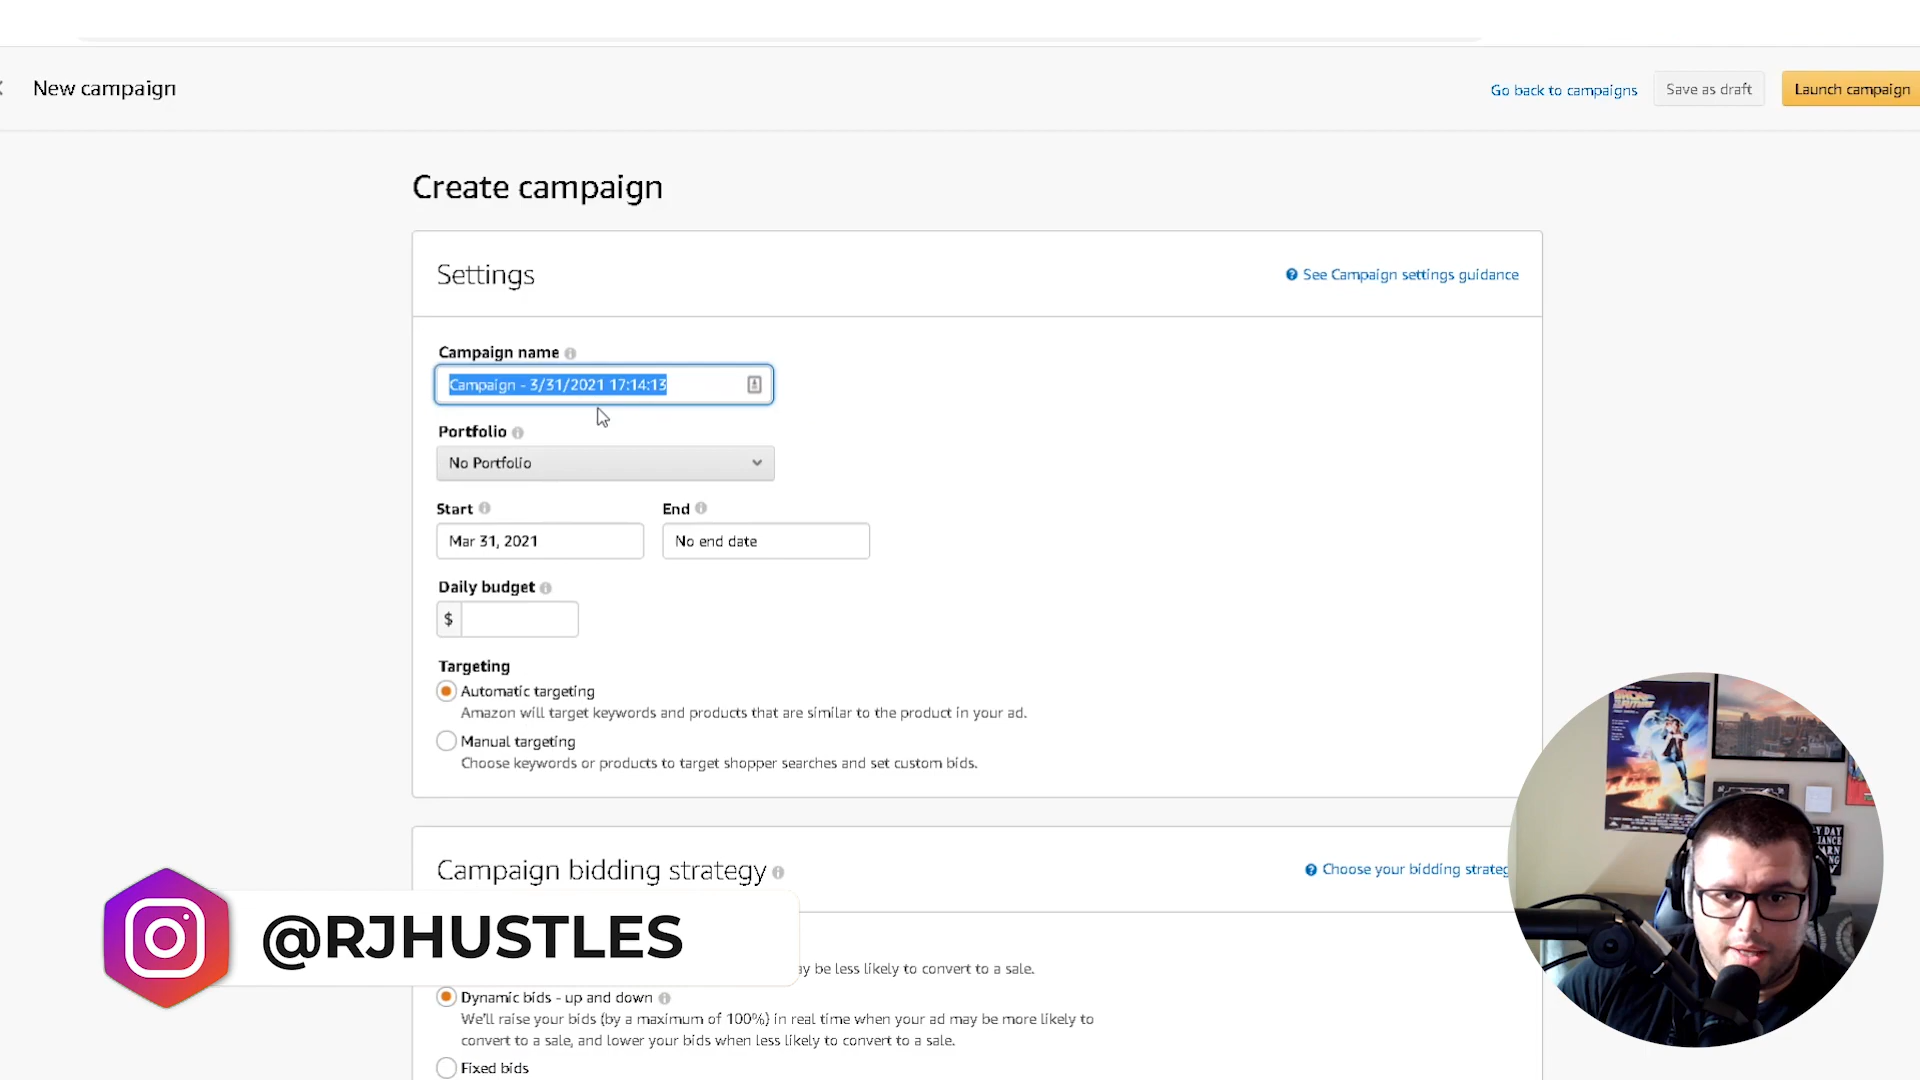 New campaign
Go back to campaigns
Save as draft
Launch campaign
Create campaign
Settings
See Campaign settings guidance
Campaign name
Campaign - 3/31/2021 17:14:13
Portfolio
No Portfolio
Start
End
Mar 31, 2021
No end date
Daily budget
$
Targeting
Automatic targeting
Amazon will target keywords and products that are similar to the product in your ad.
Manual targeting
Choose keywords or products to target shopper searches and set custom bids.
Campaign bidding strategy
Choose your bidding strateg
@RJHUSTLES
ay be less likely to convert to a sale.
Dynamic bids - up and down
We'll raise your bids (by a maximum of 100%) in real time when your ad may be more likely to
convert to a sale, and lower your bids when less likely to convert to a sale.
Fixed bids